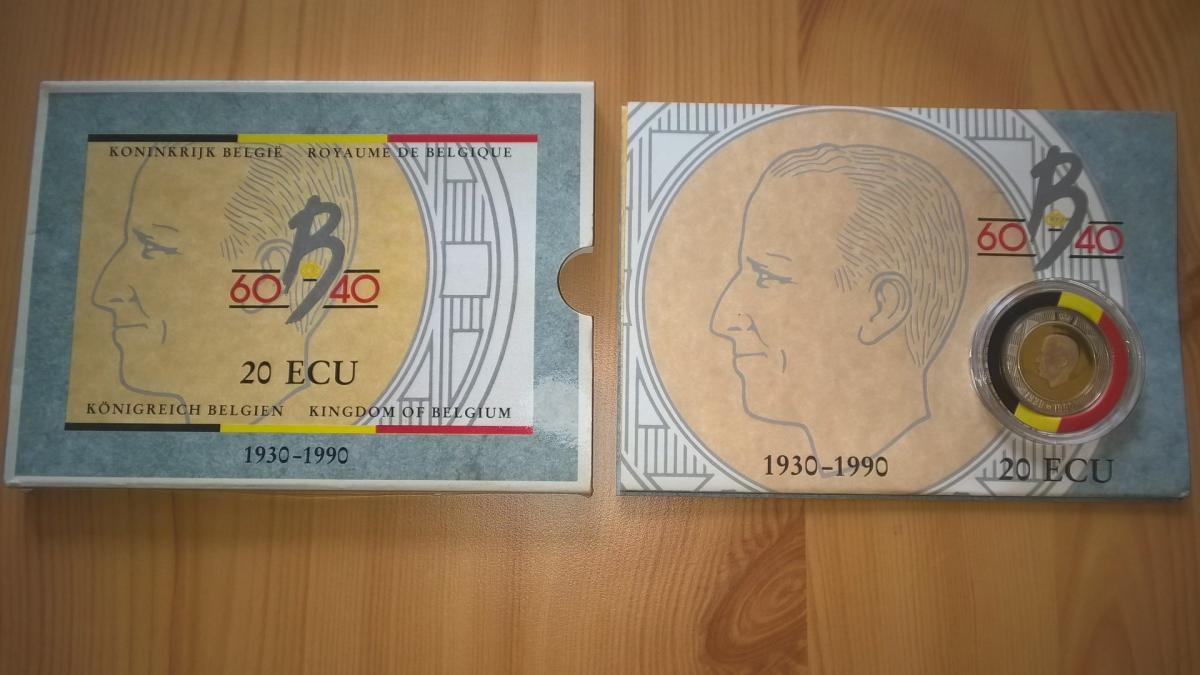 KONINKRIJK BELGIË ROYAUME DE BELGIQUE
B
60 40
20 ECU
KÖNIGREICH BELGIEN KINGDOM OF BELGIUM
1930-1990
B
60 40
1930-1990
20 ECU